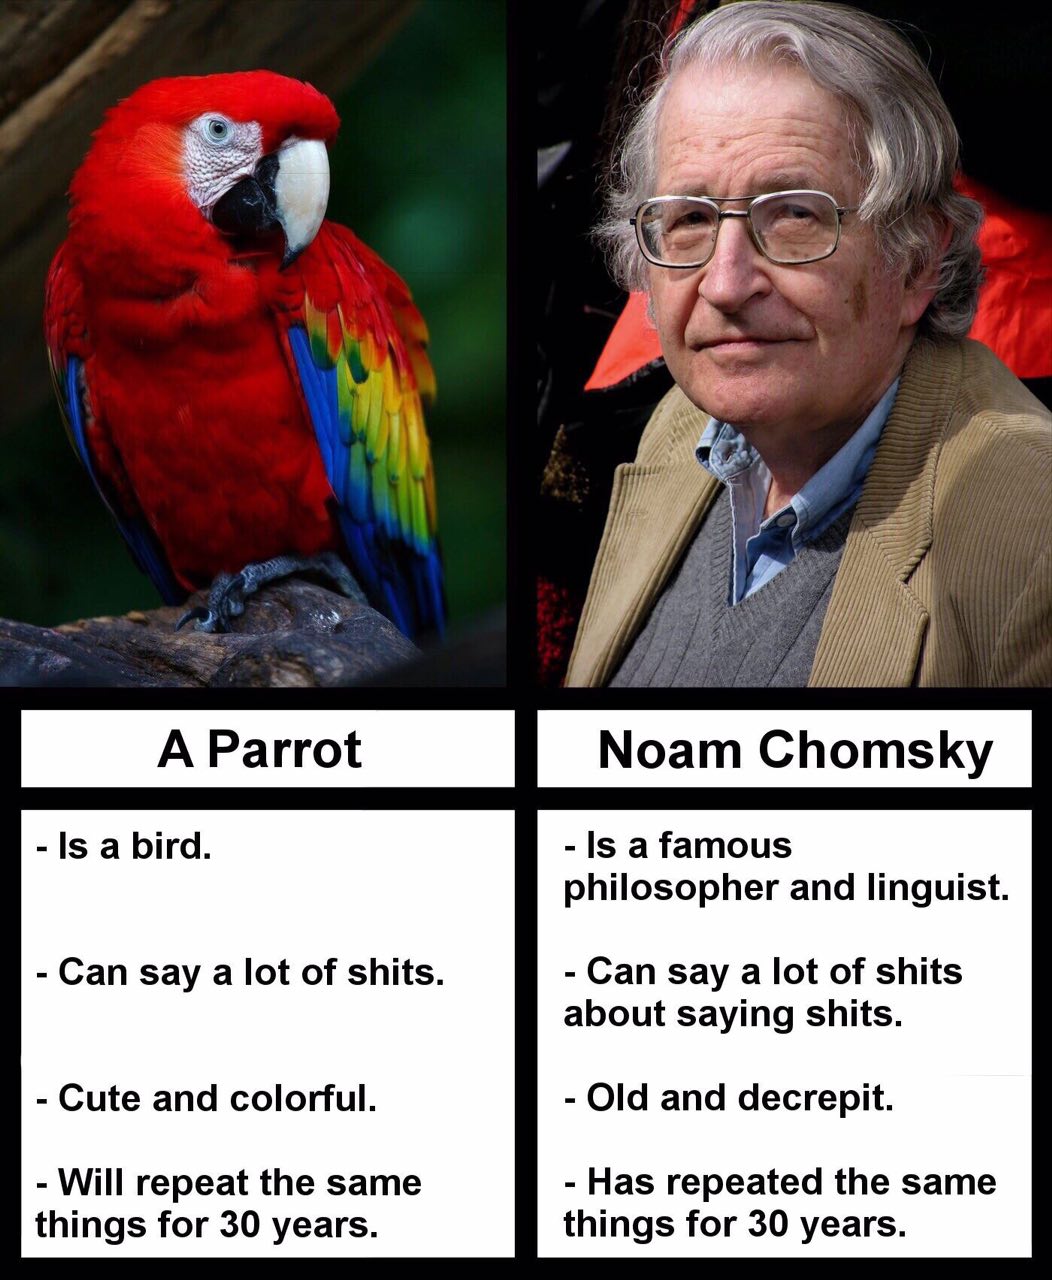 A Parrot
- Is a bird.
- Can say a lot of shits.
- Cute and colorful.
- Will repeat the same
things for 30 years.
Noam Chomsky
- Is a famous
philosopher and linguist.
- Can say a lot of shits
about saying shits.
- Old and decrepit.
- Has repeated the same
things for 30 years.